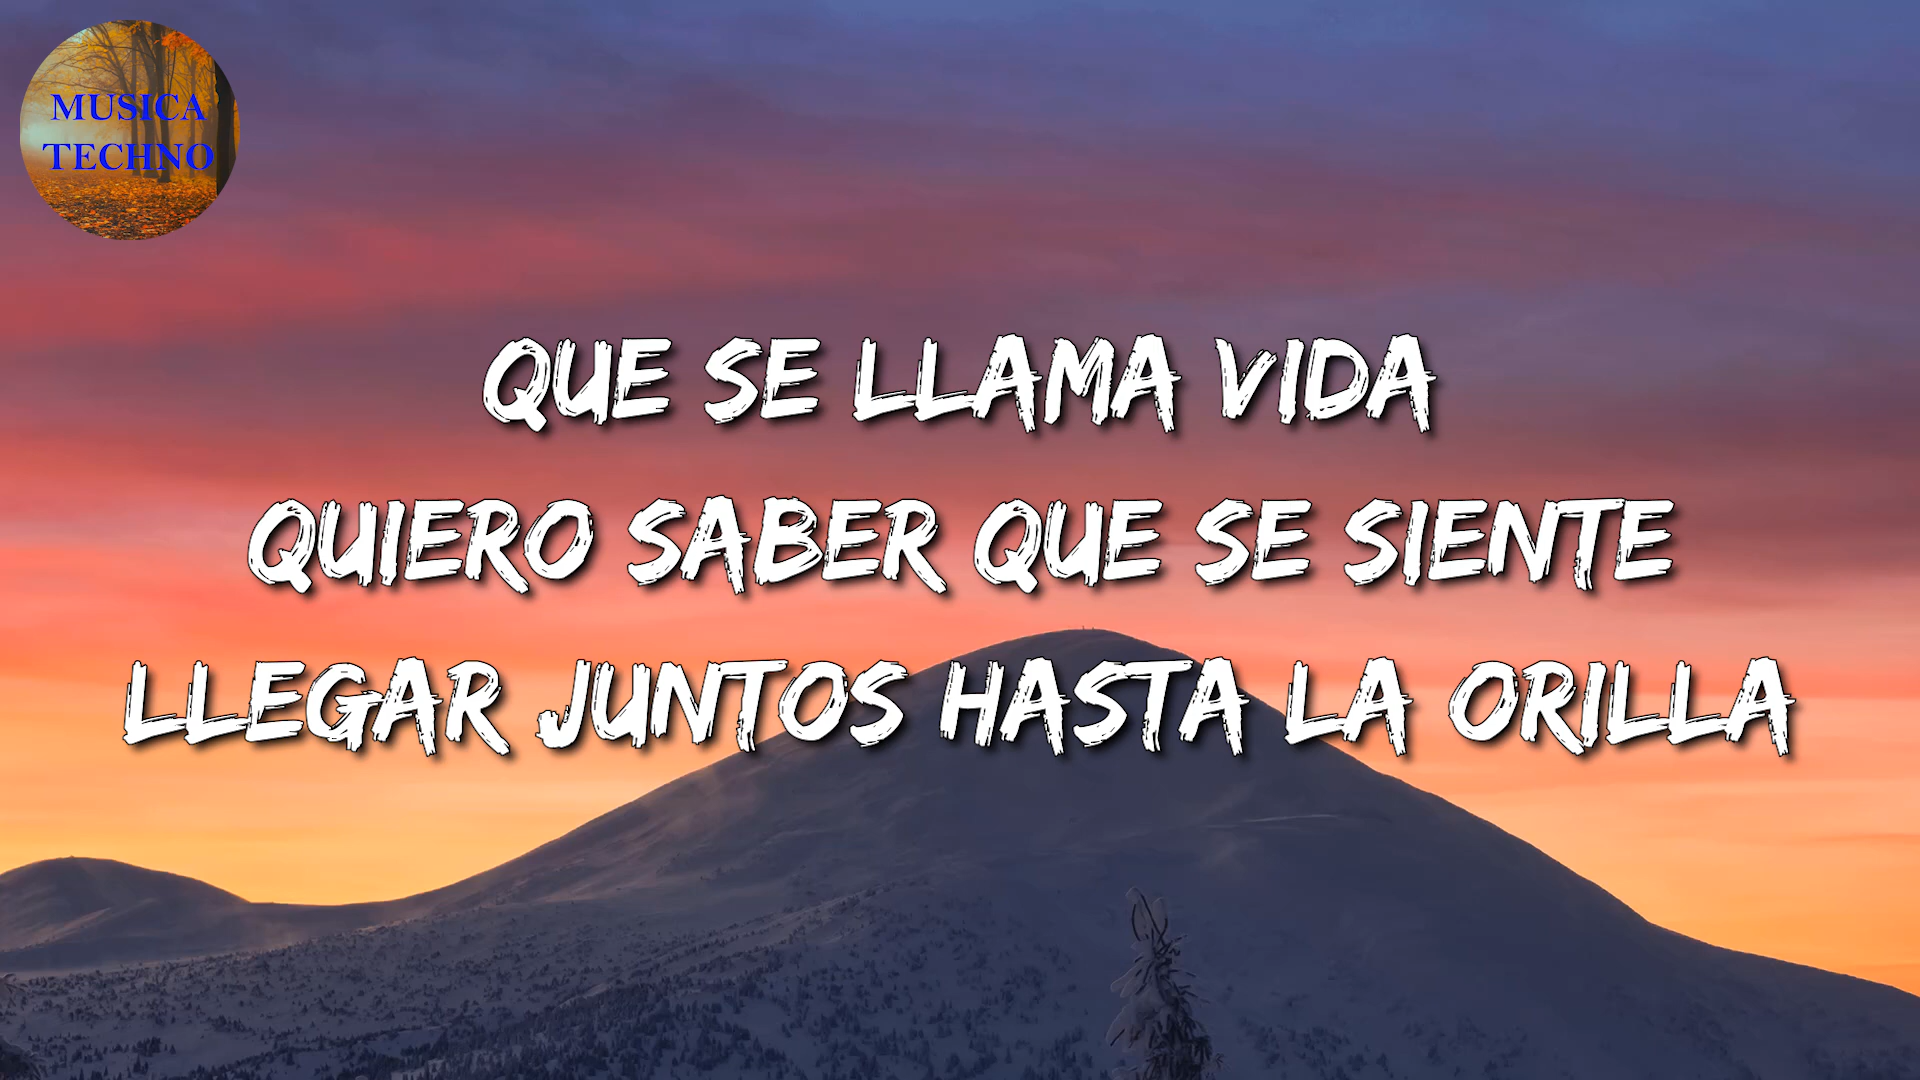 MUSICA
TECHNO
QUE SE LLAMA VIDA
QUIERO SABER QUE SE SIENTE
LLEGAR JUNTOS HASTA LA ORILLA